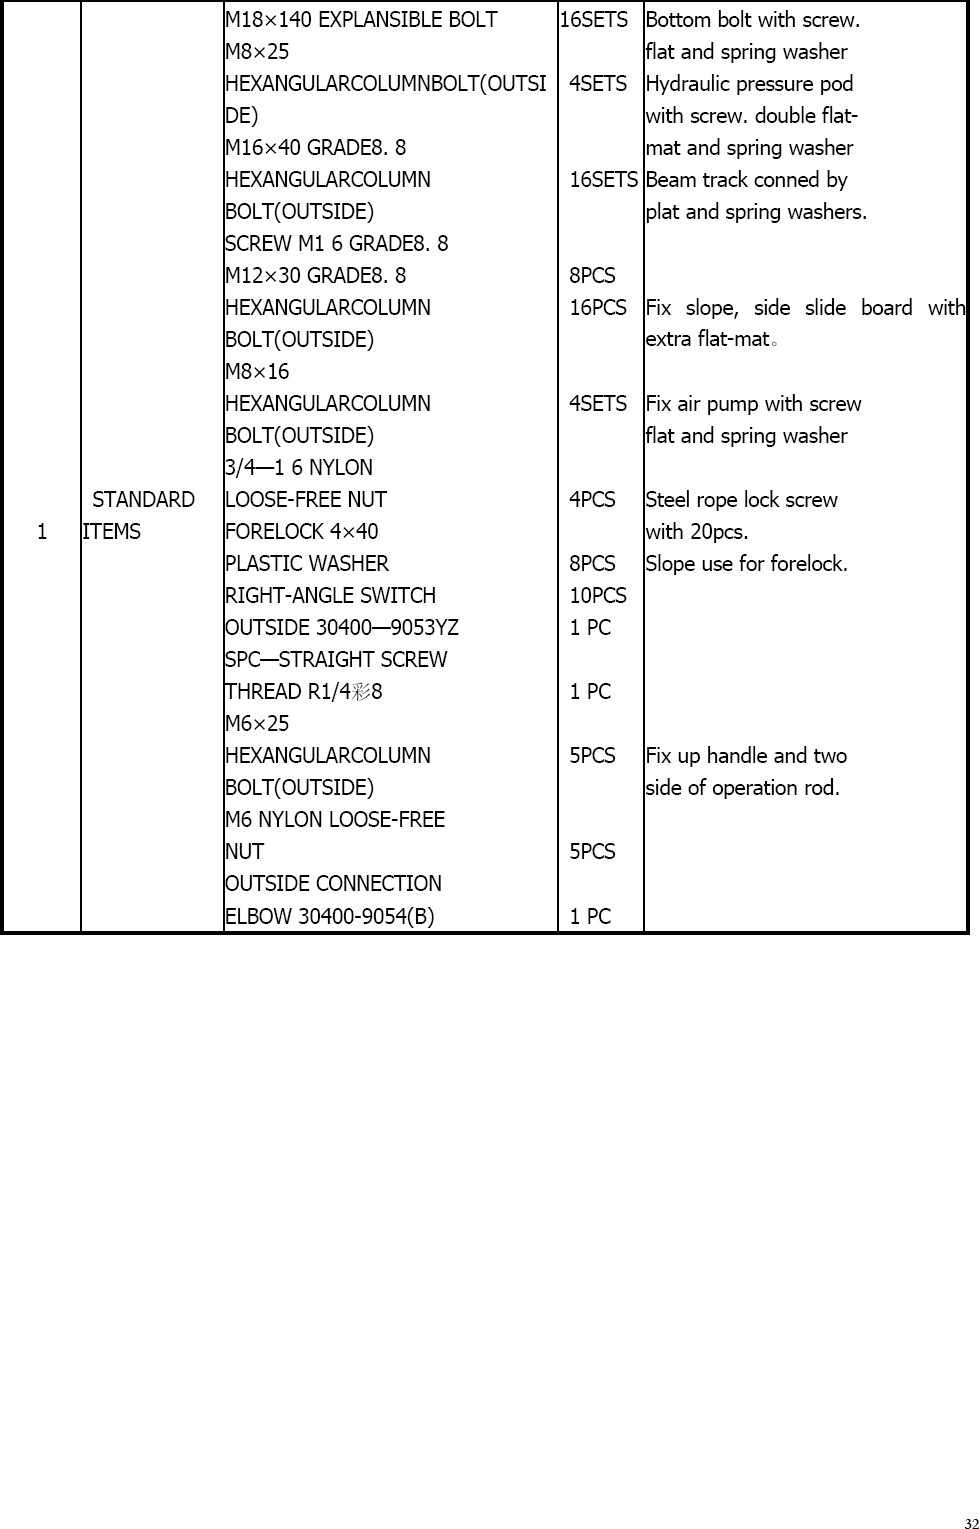 M18×140 EXPLANSIBLE BOLT 16SETS Bottom bolt with screw.
M8×25 flat and spring washer
HEXANGULARCOLUMNBOLT(OUTSI 4SETS Hydraulic pressure pod
DE) with screw. double flat-
M16×40 GRADE8. 8 mat and spring washer
HEXANGULARCOLUMN 16SETS Beam track conned by
BOLT(OUTSIDE) plat and spring washers.
SCREW M1 6 GRADE8. 8
M12×30 GRADE8. 8 8PCS
HEXANGULARCOLUMN 16PCS Fix slope, side slide board with
BOLT(OUTSIDE) extra flat-mat。
M8×16
HEXANGULARCOLUMN 4SETS Fix air pump with screw
BOLT(OUTSIDE) flat and spring washer
3/4—1 6 NYLON
STANDARD LOOSE-FREE NUT 4PCS Steel rope lock screw
1 ITEMS FORELOCK 4×40 with 20pcs.
PLASTIC WASHER 8PCS Slope use for forelock.
RIGHT-ANGLE SWITCH 10PCS
OUTSIDE 30400—9053YZ 1 PC
SPC—STRAIGHT SCREW
THREAD R1/4彩8 1 PC
M6×25
HEXANGULARCOLUMN 5PCS Fix up handle and two
BOLT(OUTSIDE) side of operation rod.
M6 NYLON LOOSE-FREE
NUT 5PCS
OUTSIDE CONNECTION
ELBOW 30400-9054(B) 1 PC
32